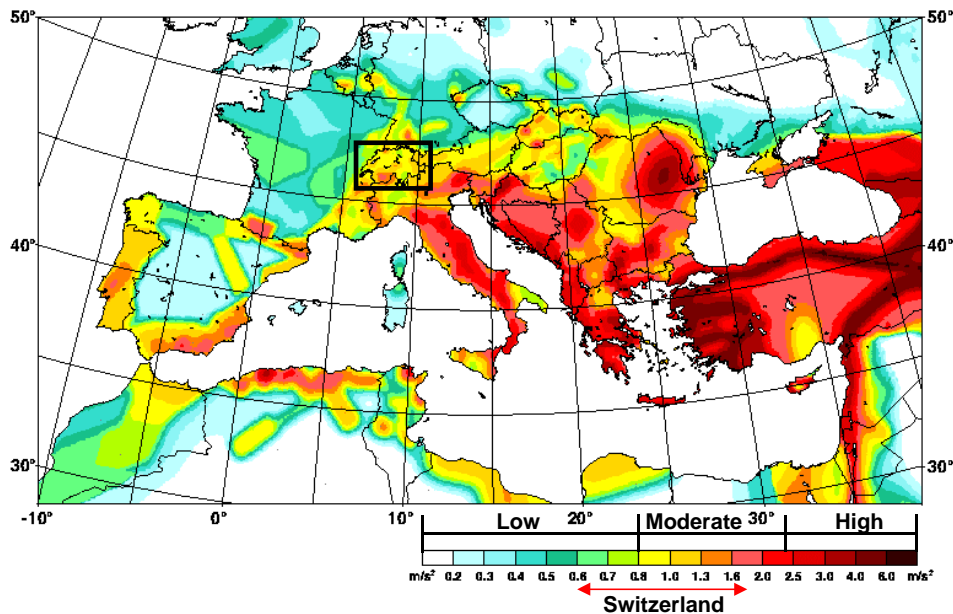 50° 50°
40° 40°
30° 30°
-10° 0° 10° 20° 30°
Low Moderate High
m/s² 0.2 0.3 0.4 0.5 0.6 0.7 0.8 1.0 1.3 1.6 2.0 2.5 3.0 4.0 6.0 m/s²
Switzerland